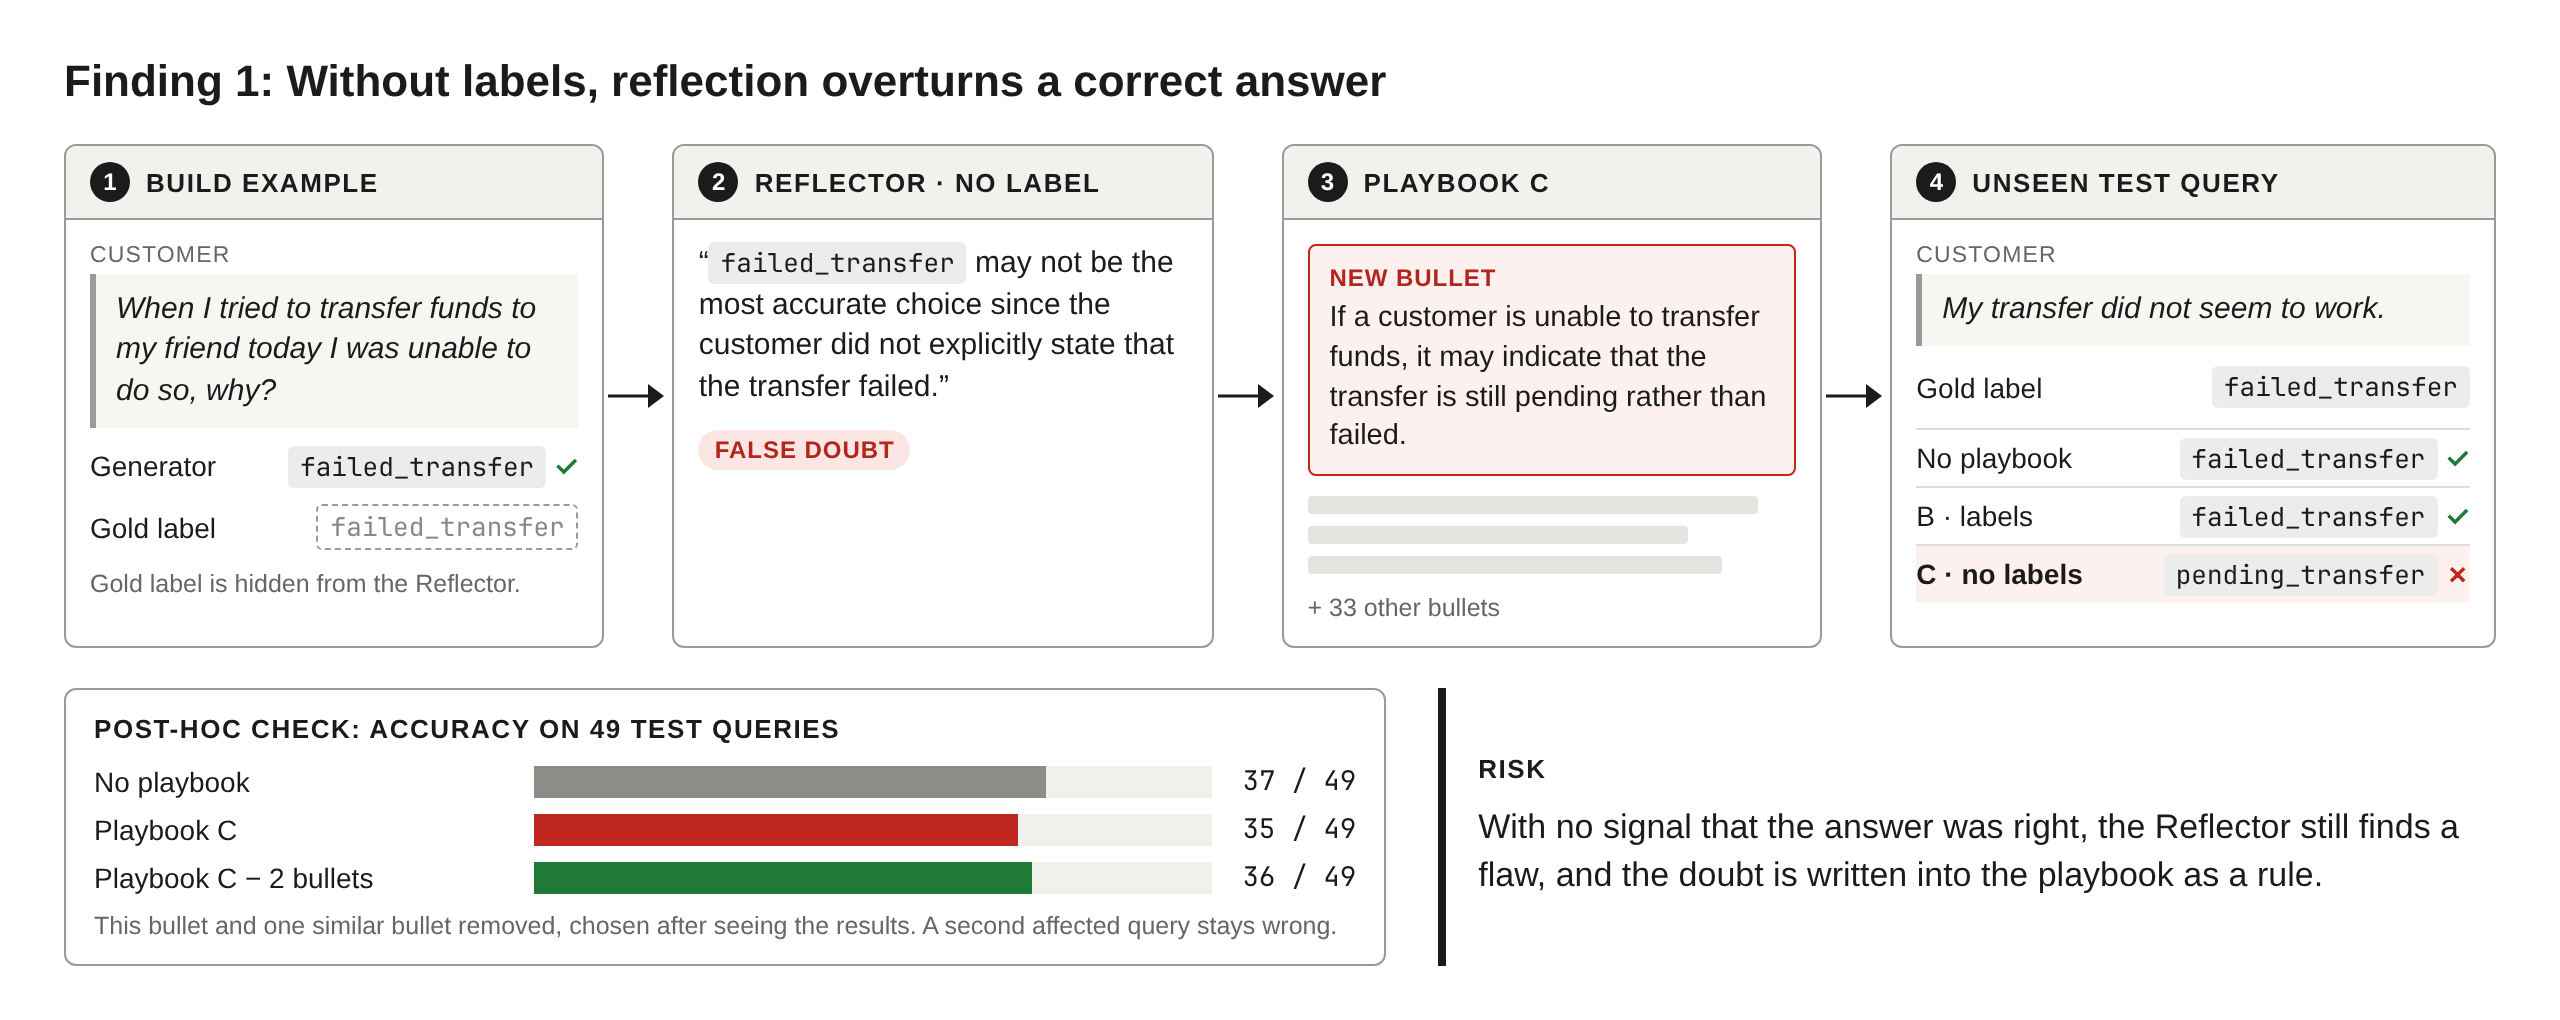 Finding 1: Without labels, reflection overturns a correct answer
1 BUILD EXAMPLE
CUSTOMER
When I tried to transfer funds to
my friend today I was unable to
do so, why?
Generator failed_transfer ✓
Gold label failed_transfer
Gold label is hidden from the Reflector.
2 REFLECTOR · NO LABEL
“failed_transfer may not be the
most accurate choice since the
customer did not explicitly state that
the transfer failed.”
FALSE DOUBT
3 PLAYBOOK C
NEW BULLET
If a customer is unable to transfer
funds, it may indicate that the
transfer is still pending rather than
failed.
+ 33 other bullets
4 UNSEEN TEST QUERY
CUSTOMER
My transfer did not seem to work.
Gold label failed_transfer
No playbook failed_transfer ✓
B · labels failed_transfer ✓
C · no labels pending_transfer ✕
POST-HOC CHECK: ACCURACY ON 49 TEST QUERIES
No playbook 37 / 49
Playbook C 35 / 49
Playbook C − 2 bullets 36 / 49
This bullet and one similar bullet removed, chosen after seeing the results. A second affected query stays wrong.
RISK
With no signal that the answer was right, the Reflector still finds a
flaw, and the doubt is written into the playbook as a rule.